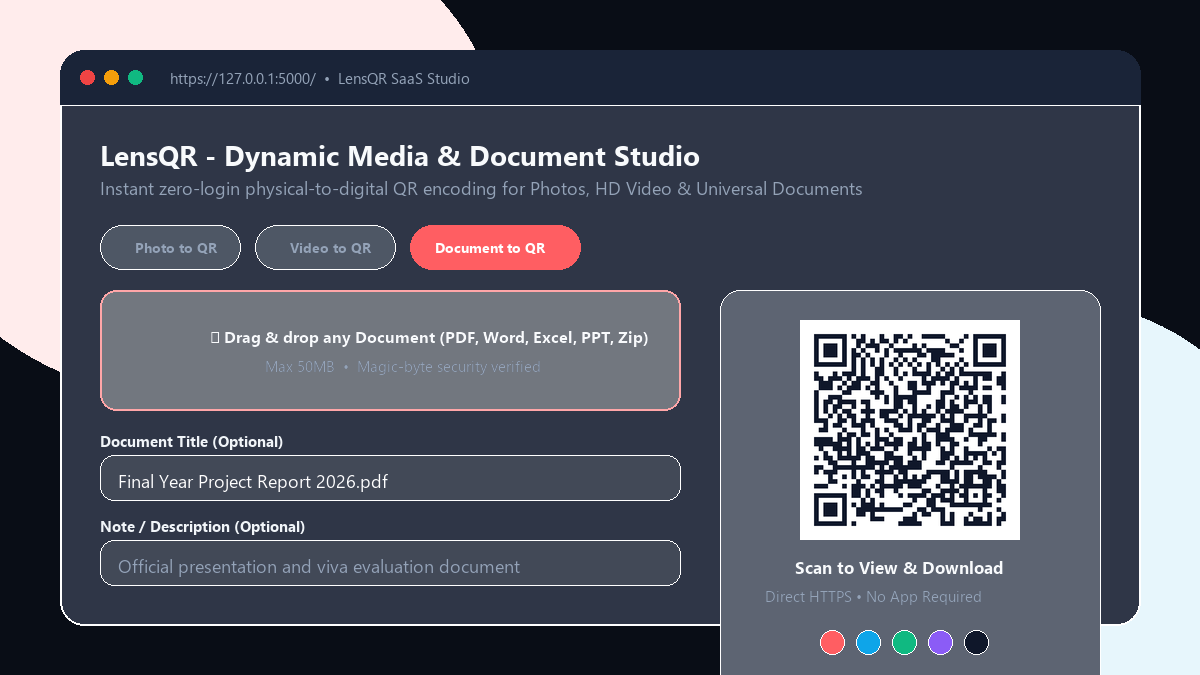 https://127.0.0.1:5000/ • LensQR SaaS Studio
LensQR - Dynamic Media & Document Studio
Instant zero-login physical-to-digital QR encoding for Photos, HD Video & Universal Documents
Photo to QR
Video to QR
Document to QR
Drag & drop any Document (PDF, Word, Excel, PPT, Zip)
Max 50MB • Magic-byte security verified
Document Title (Optional)
Final Year Project Report 2026.pdf
Note / Description (Optional)
Official presentation and viva evaluation document
Scan to View & Download
Direct HTTPS • No App Required